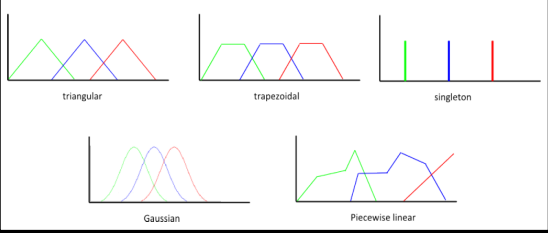 triangular
trapezoidal
singleton
Gaussian
Piecewise linear